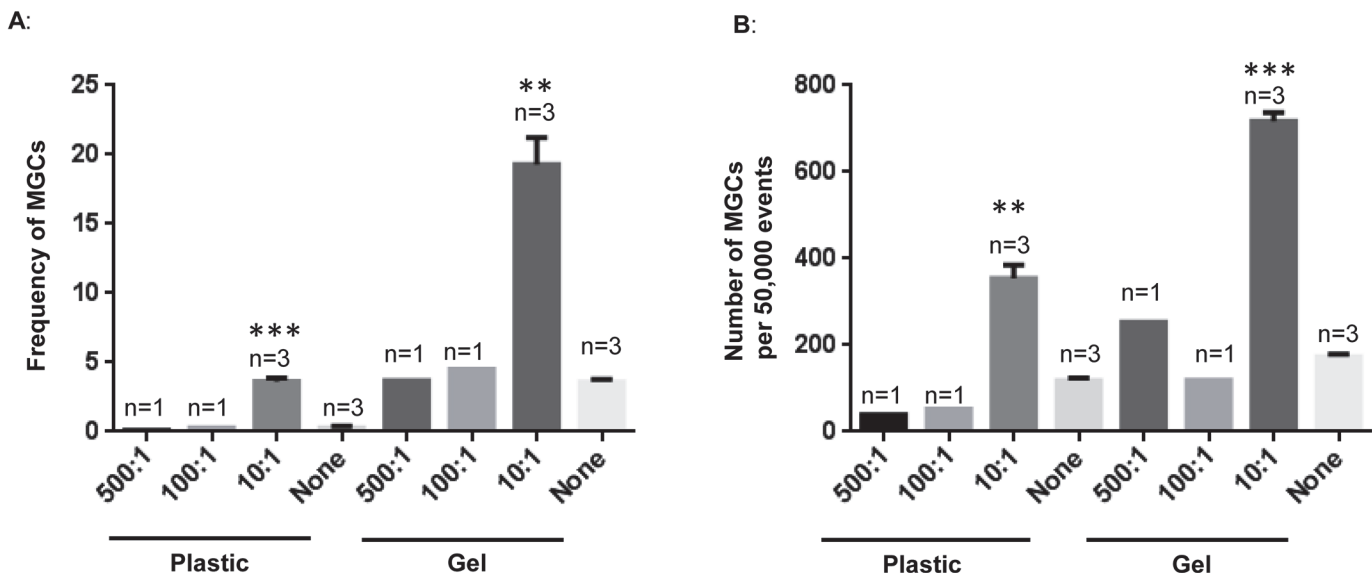 A:
Frequency of MGCs
25
20
15
10
5
0
n=1
n=1
***
n=3
n=3
n=1
n=1
**
n=3
n=3
500:1
100:1
10:1
None
500:1
100:1
10:1
None
Plastic
Gel
B:
Number of MGCs
per 50,000 events
800
600
400
200
0
n=1
n=1
**
n=3
n=3
n=1
n=1
***
n=3
n=3
500:1
100:1
10:1
None
500:1
100:1
10:1
None
Plastic
Gel